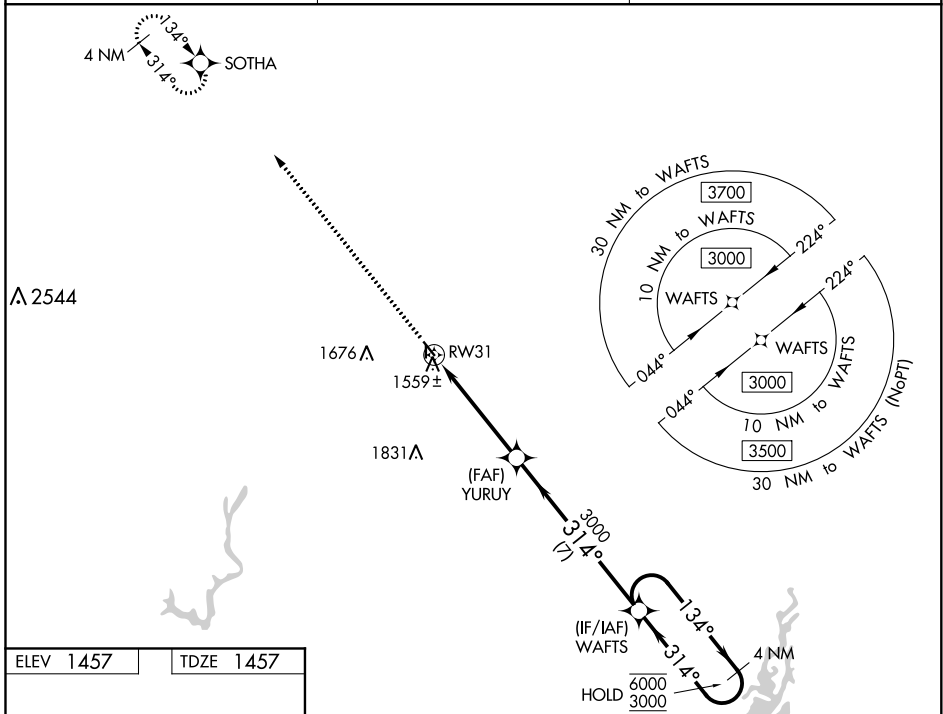 134°
4 NM
314°
SOTHA
30 NM to WAFTS
3700
10 NM to WAFTS
3000
224°
WAFTS
044°
224°
WAFTS
3000
044°
10 NM to WAFTS
3500
30 NM to WAFTS (NoPT)
2544
1676
RW31
1559±
1831
(FAF)
YURUY
3000
314°
(7)
(IF/IAF)
WAFTS
134°
314°
4 NM
HOLD 6000
3000
ELEV 1457
TDZE 1457